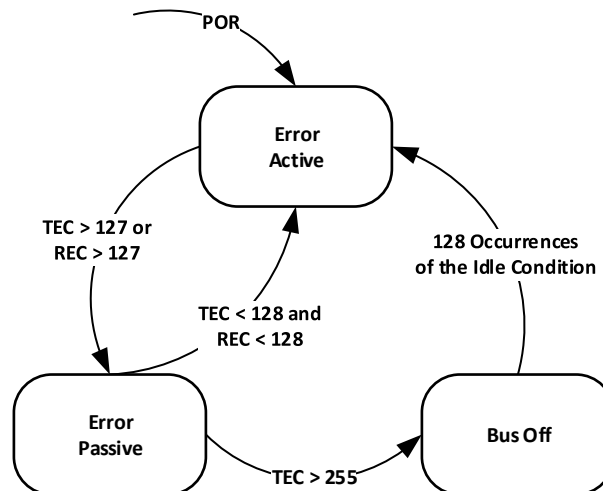 POR
Error
Active
TEC > 127 or
REC > 127
128 Occurrences
of the Idle Condition
TEC < 128 and
REC < 128
Error
Passive
Bus Off
TEC > 255